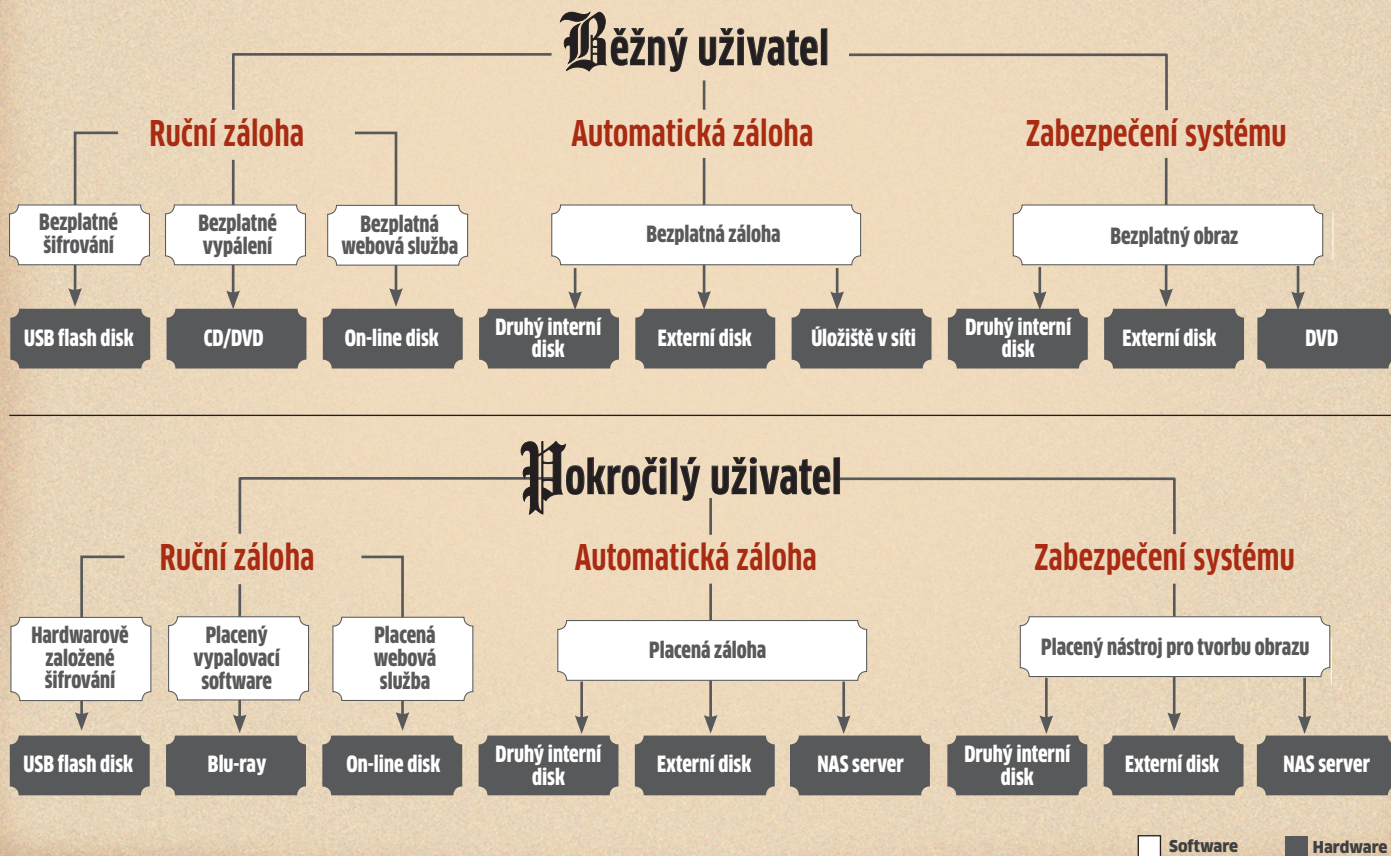 Běžný uživatel
Ruční záloha
Automatická záloha
Zabezpečení systému
Bezplatné
šifrování
Bezplatné
vypálení
Bezplatná
webová služba
Bezplatná záloha
Bezplatný obraz
USB flash disk
CD/DVD
On-line disk
Druhý interní
disk
Externí disk
Úložiště v síti
Druhý interní
disk
Externí disk
DVD
Pokročilý uživatel
Ruční záloha
Automatická záloha
Zabezpečení systému
Hardwarově
založené
šifrování
Placený
vypalovací
software
Placená
webová
služba
Placená záloha
Placený nástroj pro tvorbu obrazu
USB flash disk
Blu-ray
On-line disk
Druhý interní
disk
Externí disk
NAS server
Druhý interní
disk
Externí disk
NAS server
Software
Hardware